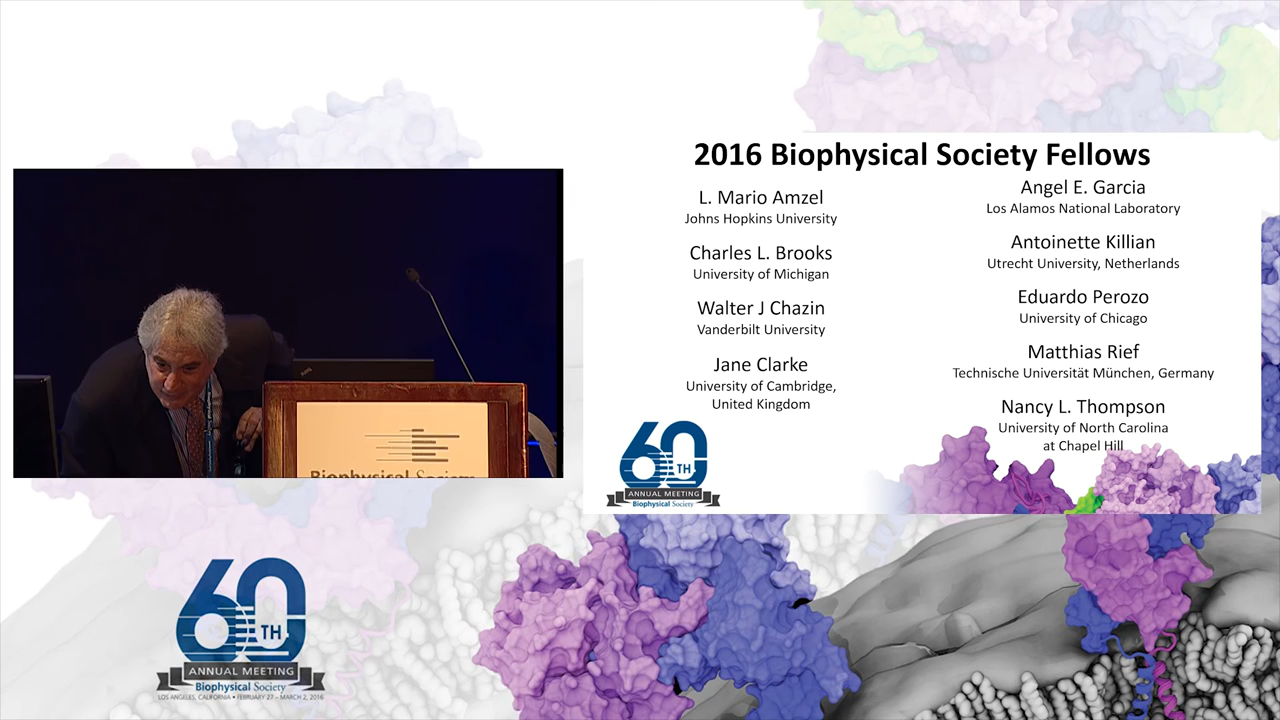 2016 Biophysical Society Fellows
L. Mario Amzel
Johns Hopkins University
Charles L. Brooks
University of Michigan
Walter J Chazin
Vanderbilt University
Jane Clarke
University of Cambridge,
United Kingdom
Angel E. Garcia
Los Alamos National Laboratory
Antoinette Killian
Utrecht University, Netherlands
Eduardo Perozo
University of Chicago
Matthias Rief
Technische Universität München, Germany
Nancy L. Thompson
University of North Carolina
at Chapel Hill
60TH
ANNUAL MEETING
Biophysical Society
Biophysical Society
60TH
ANNUAL MEETING
Biophysical Society
LOS ANGELES, CALIFORNIA • FEBRUARY 27 – MARCH 2, 2016